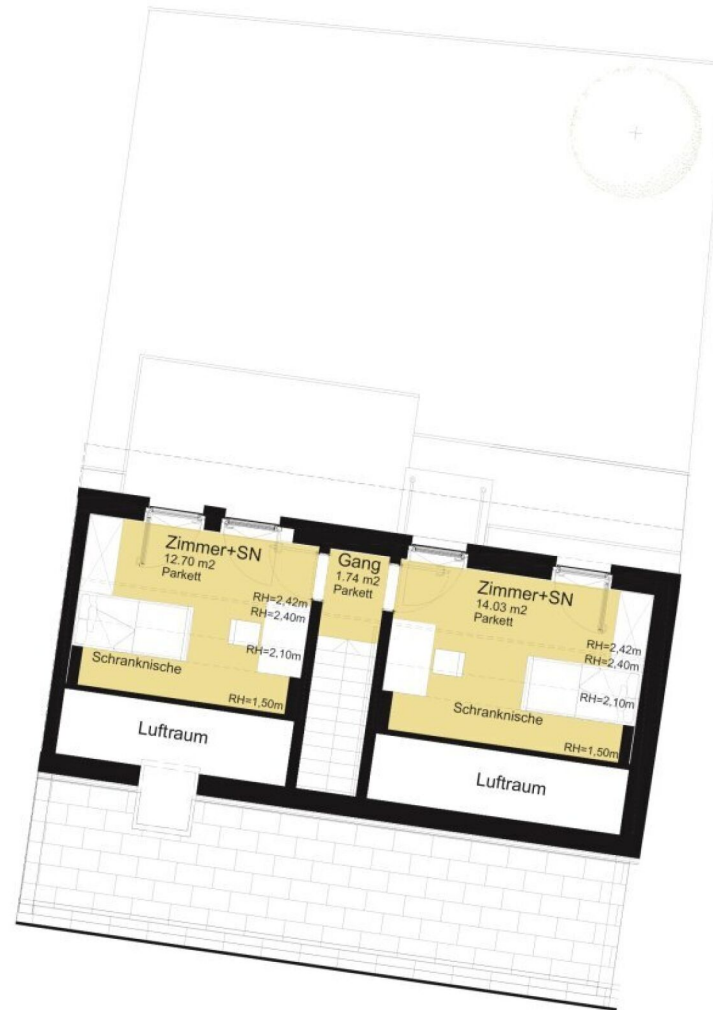 Zimmer+SN
12.70 m2
Parkett
RH=2,42m
RH=2,40m
RH=2,10m
Schranknische
RH=1,50m
Luftraum
Gang
1.74 m2
Parkett
Zimmer+SN
14.03 m2
Parkett
RH=2,42m
RH=2,40m
RH=2,10m
Schranknische
RH=1,50m
Luftraum